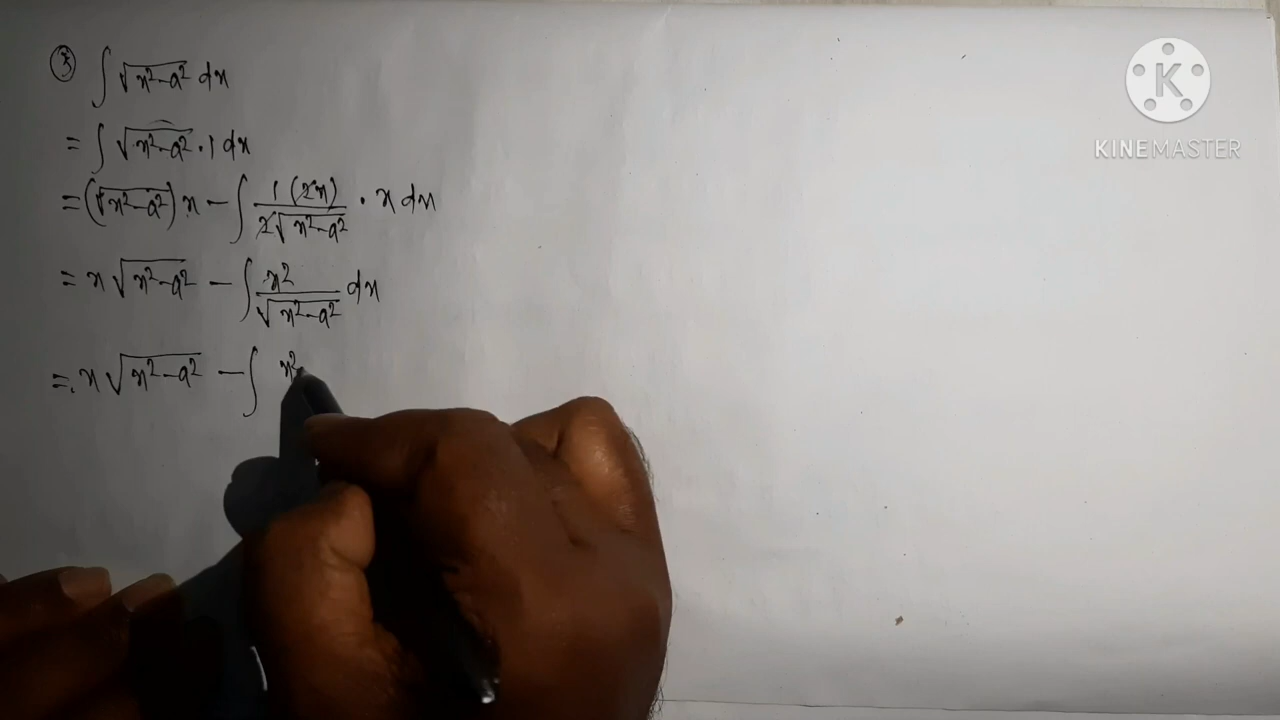 ③ ∫ √(x²-a²) dx
= ∫ √(x²-a²) · 1 dx
= (√(x²-a²)) x - ∫ 1(2x) / 2√(x²-a²) · x dx
= x √(x²-a²) - ∫ x² / √(x²-a²) dx
= x √(x²-a²) - ∫ x²
K
KINEMASTER